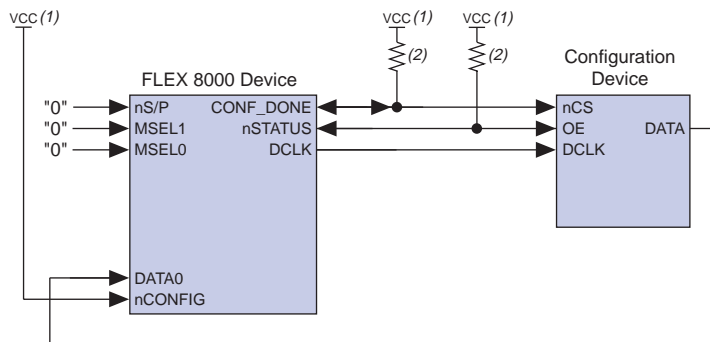 VCC (1)
VCC (1)
VCC (1)
(2)
(2)
Configuration
Device
FLEX 8000 Device
"0"
nS/P
CONF_DONE
nCS
"0"
MSEL1
nSTATUS
OE
DATA
"0"
MSEL0
DCLK
DCLK
DATA0
nCONFIG